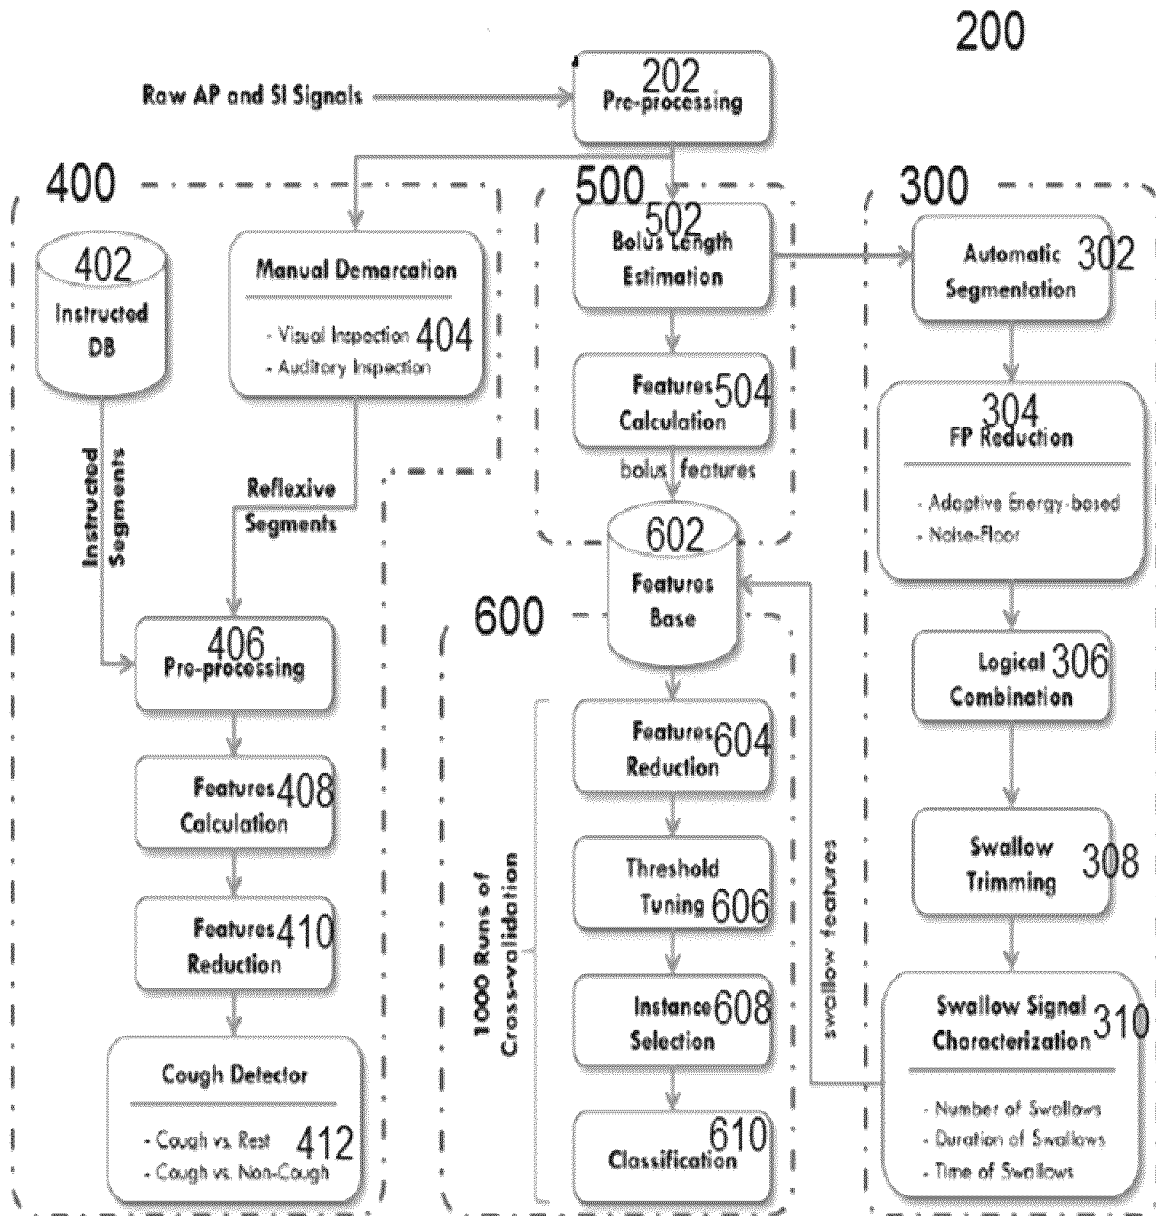 200
Raw AP and SI Signals
202
Pre-processing
400
402
Instructed
DB
Manual Demarcation
- Visual Inspection 404
- Auditory Inspection
Instructed
Segments
Reflexive
Segments
406
Pre-processing
Features 408
Calculation
Features 410
Reduction
Cough Detector
- Cough vs. Rest 412
- Cough vs. Non-Cough
500
502
Bolus Length
Estimation
Features 504
Calculation
bolus features
602
Features
Base
600
Features 604
Reduction
Threshold
Tuning 606
Instance 608
Selection
610
Classification
1000 Runs of
Cross-validation
swallow features
300
Automatic 302
Segmentation
304
FP Reduction
- Adaptive Energy-based
- Noise-Floor
Logical 306
Combination
Swallow
Trimming 308
Swallow Signal
Characterization 310
- Number of Swallows
- Duration of Swallows
- Time of Swallows